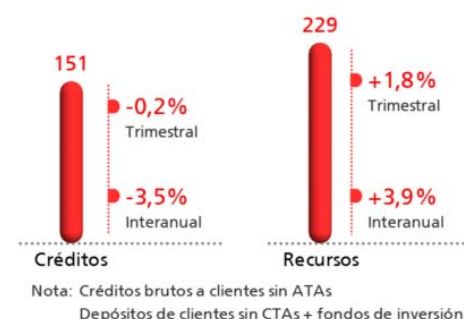 229
151
+1,8%
Trimestral
-0,2%
Trimestral
-3,5%
Interanual
+3,9%
Interanual
Créditos
Recursos
Nota: Créditos brutos a clientes sin ATAs
Depósitos de clientes sin CTAs + fondos de inversión